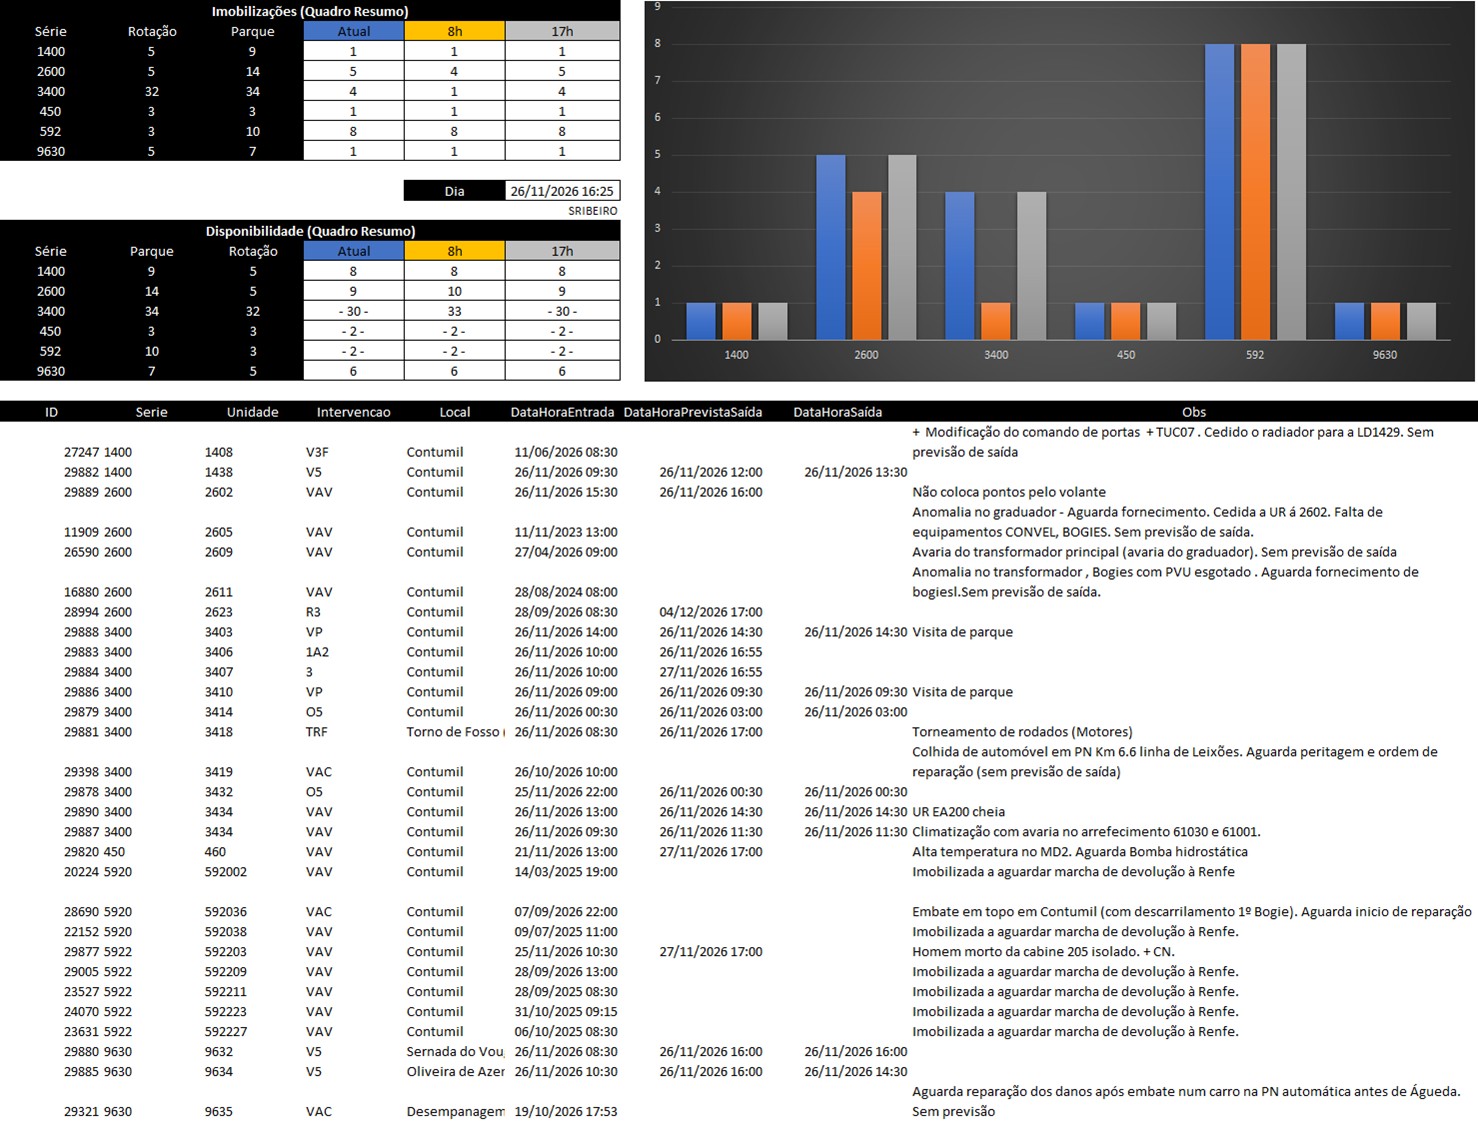 Imobilizações (Quadro Resumo)
Série Rotação Parque Atual 8h 17h
1400 5 9 1 1 1
2600 5 14 5 4 5
3400 32 34 4 1 4
450 3 3 1 1 1
592 3 10 8 8 8
9630 5 7 1 1 1
Dia 26/11/2026 16:25
SRIBEIRO
Disponibilidade (Quadro Resumo)
Série Parque Rotação Atual 8h 17h
1400 9 5 8 8 8
2600 14 5 9 10 9
3400 34 32 - 30 - 33 - 30 -
450 3 3 - 2 - - 2 - - 2 -
592 10 3 - 2 - - 2 - - 2 -
9630 7 5 6 6 6
9
8
7
6
5
4
3
2
1
0
1400 2600 3400 450 592 9630
ID Serie Unidade Intervencao Local DataHoraEntrada DataHoraPrevistaSaída DataHoraSaída Obs
+ Modificação do comando de portas + TUC07 . Cedido o radiador para a LD1429. Sem
27247 1400 1408 V3F Contumil 11/06/2026 08:30 previsão de saída
29882 1400 1438 V5 Contumil 26/11/2026 09:30 26/11/2026 12:00 26/11/2026 13:30
29889 2600 2602 VAV Contumil 26/11/2026 15:30 26/11/2026 16:00 Não coloca pontos pelo volante
Anomalia no graduador - Aguarda fornecimento. Cedida a UR á 2602. Falta de
11909 2600 2605 VAV Contumil 11/11/2023 13:00 equipamentos CONVEL, BOGIES. Sem previsão de saída.
26590 2600 2609 VAV Contumil 27/04/2026 09:00 Avaria do transformador principal (avaria do graduador). Sem previsão de saída
Anomalia no transformador , Bogies com PVU esgotado . Aguarda fornecimento de
16880 2600 2611 VAV Contumil 28/08/2024 08:00 bogiesl.Sem previsão de saída.
28994 2600 2623 R3 Contumil 28/09/2026 08:30 04/12/2026 17:00
29888 3400 3403 VP Contumil 26/11/2026 14:00 26/11/2026 14:30 26/11/2026 14:30 Visita de parque
29883 3400 3406 1A2 Contumil 26/11/2026 10:00 26/11/2026 16:55
29884 3400 3407 3 Contumil 26/11/2026 10:00 27/11/2026 16:55
29886 3400 3410 VP Contumil 26/11/2026 09:00 26/11/2026 09:30 26/11/2026 09:30 Visita de parque
29879 3400 3414 O5 Contumil 26/11/2026 00:30 26/11/2026 03:00 26/11/2026 03:00
29881 3400 3418 TRF Torno de Fosso ( 26/11/2026 08:30 26/11/2026 17:00 Torneamento de rodados (Motores)
Colhida de automóvel em PN Km 6.6 linha de Leixões. Aguarda peritagem e ordem de
29398 3400 3419 VAC Contumil 26/10/2026 10:00 reparação (sem previsão de saída)
29878 3400 3432 O5 Contumil 25/11/2026 22:00 26/11/2026 00:30 26/11/2026 00:30
29890 3400 3434 VAV Contumil 26/11/2026 13:00 26/11/2026 14:30 26/11/2026 14:30 UR EA200 cheia
29887 3400 3434 VAV Contumil 26/11/2026 09:30 26/11/2026 11:30 26/11/2026 11:30 Climatização com avaria no arrefecimento 61030 e 61001.
29820 450 460 VAV Contumil 21/11/2026 13:00 27/11/2026 17:00 Alta temperatura no MD2. Aguarda Bomba hidrostática
20224 5920 592002 VAV Contumil 14/03/2025 19:00 Imobilizada a aguardar marcha de devolução à Renfe
28690 5920 592036 VAC Contumil 07/09/2026 22:00 Embate em topo em Contumil (com descarrilamento 1º Bogie). Aguarda inicio de reparação
22152 5920 592038 VAV Contumil 09/07/2025 11:00 Imobilizada a aguardar marcha de devolução à Renfe.
29877 5922 592203 VAV Contumil 25/11/2026 10:30 27/11/2026 17:00 Homem morto da cabine 205 isolado. + CN.
29005 5922 592209 VAV Contumil 28/09/2026 13:00 Imobilizada a aguardar marcha de devolução à Renfe.
23527 5922 592211 VAV Contumil 28/09/2025 08:30 Imobilizada a aguardar marcha de devolução à Renfe.
24070 5922 592223 VAV Contumil 31/10/2025 09:15 Imobilizada a aguardar marcha de devolução à Renfe.
23631 5922 592227 VAV Contumil 06/10/2025 08:30 Imobilizada a aguardar marcha de devolução à Renfe.
29880 9630 9632 V5 Sernada do Vou 26/11/2026 08:30 26/11/2026 16:00 26/11/2026 16:00
29885 9630 9634 V5 Oliveira de Azer 26/11/2026 10:30 26/11/2026 16:00 26/11/2026 14:30
Aguarda reparação dos danos após embate num carro na PN automática antes de Águeda.
29321 9630 9635 VAC Desempanagem 19/10/2026 17:53 Sem previsão